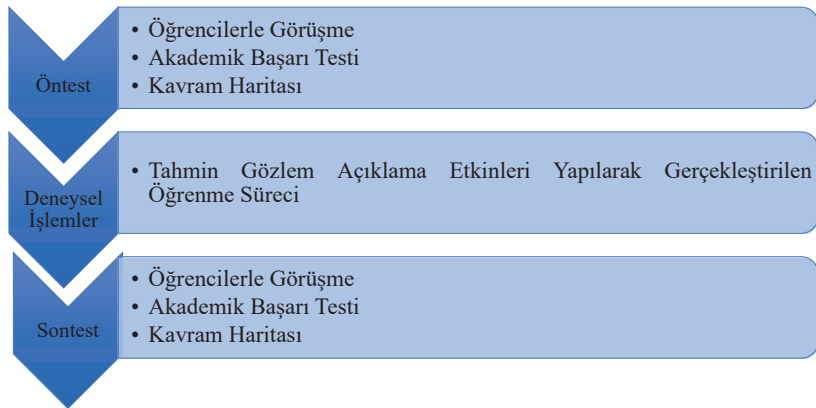 Öntest
• Öğrencilerle Görüşme
• Akademik Başarı Testi
• Kavram Haritası
Deneysel
İşlemler
• Tahmin Gözlem Açıklama Etkinleri Yapılarak Gerçekleştirilen
Öğrenme Süreci
Sontest
• Öğrencilerle Görüşme
• Akademik Başarı Testi
• Kavram Haritası